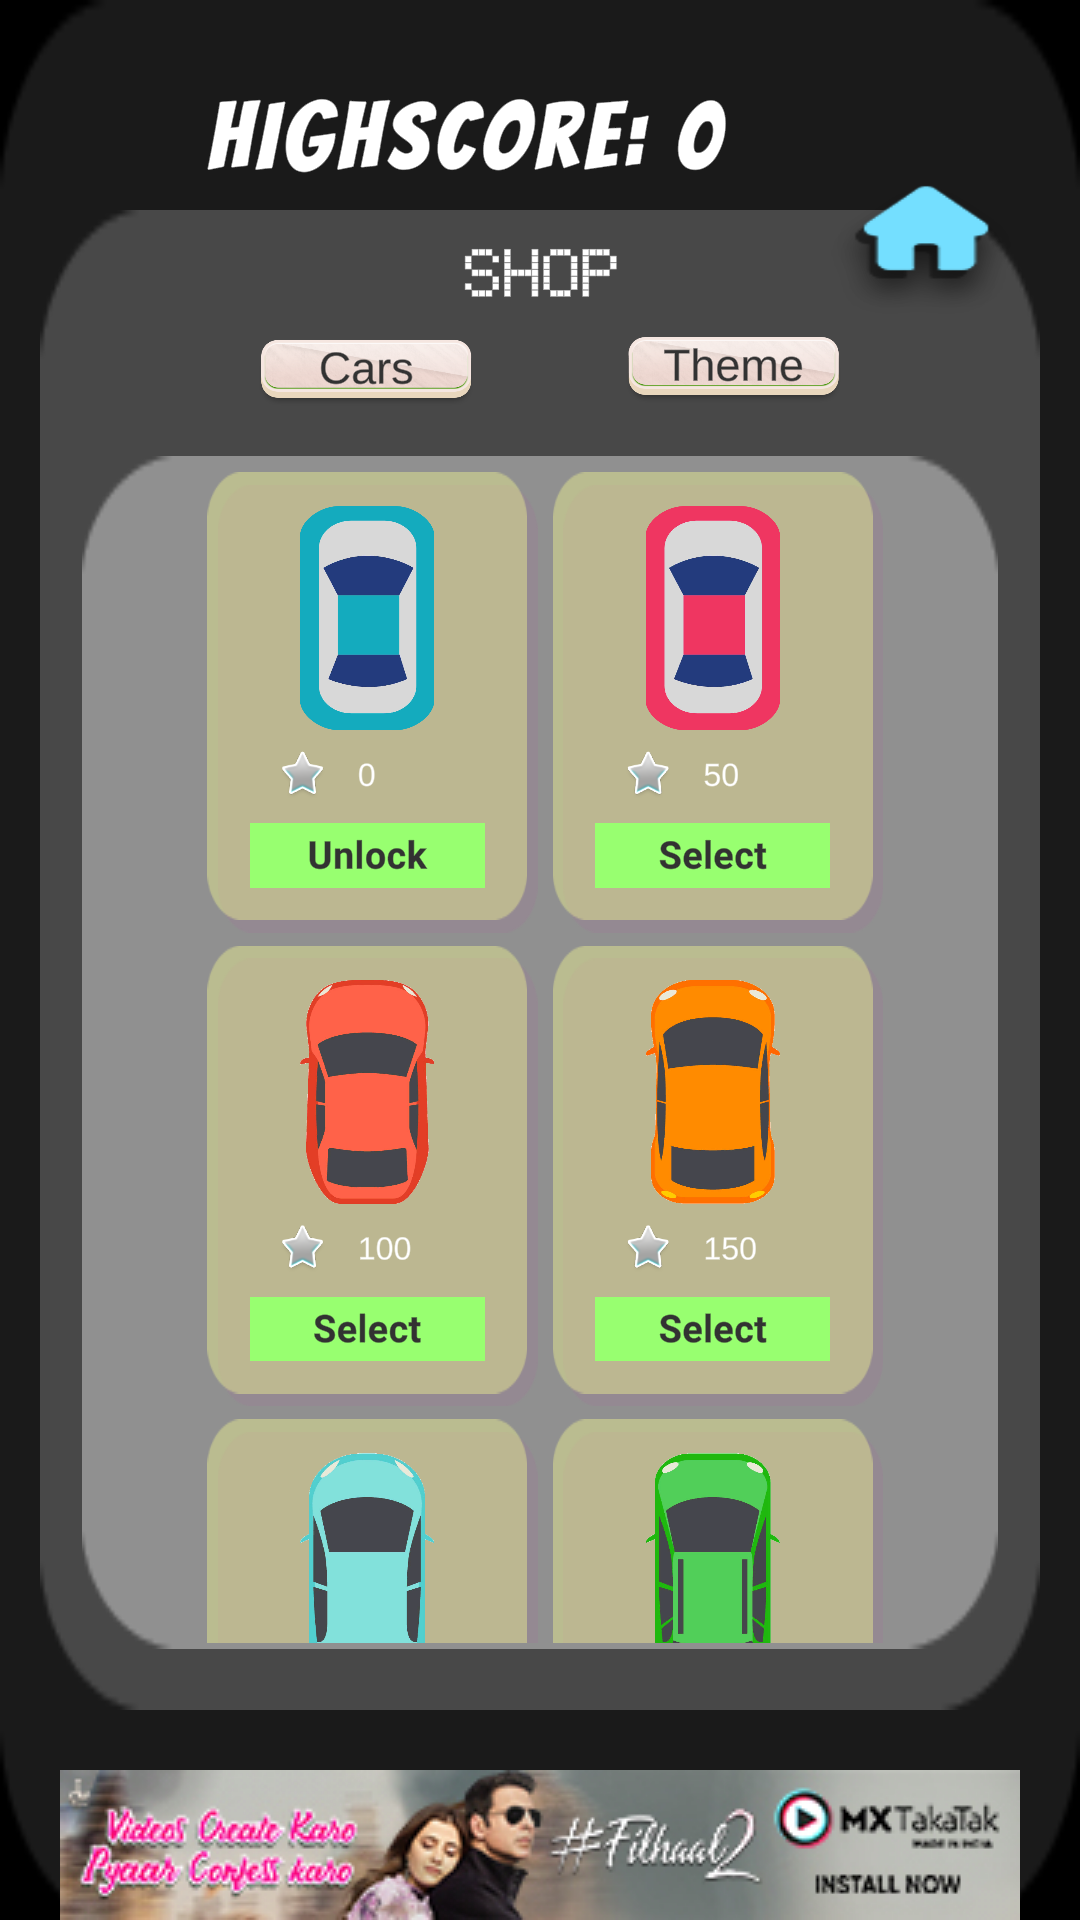 HIGHSCORE: 0
SHOP
Cars
Theme
0
50
Unlock
Select
100
150
Select
Select
Videos Create Karo
Pyaar Confess karo
#Filhaal2
MX TakaTak
MADE IN INDIA
INSTALL NOW